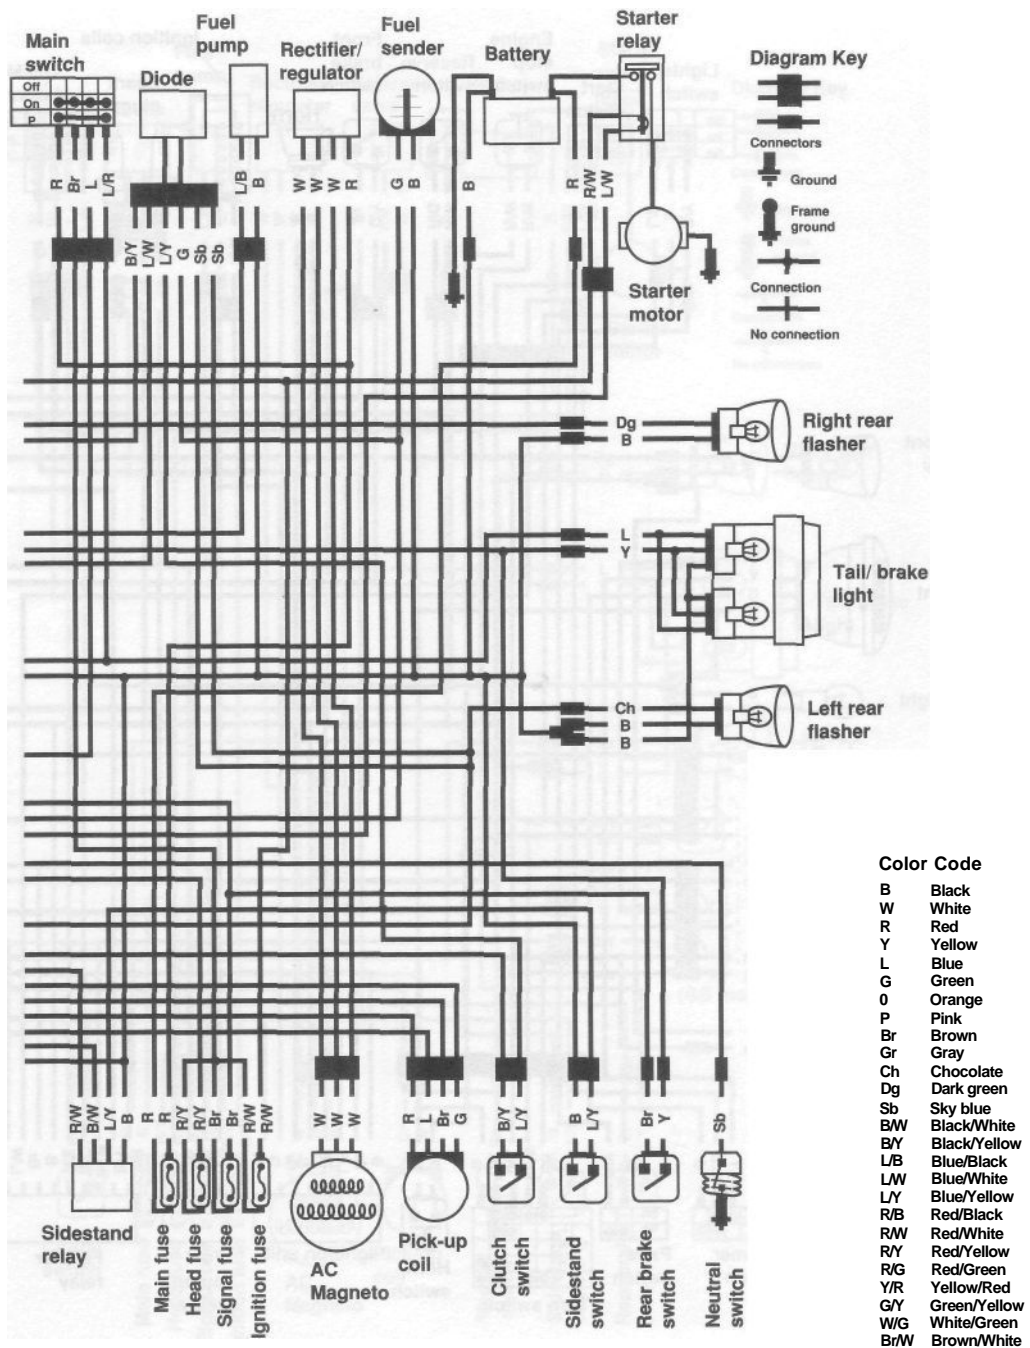 Main
switch
Off
On
P
Diode
Fuel
pump
Rectifier/
regulator
Fuel
sender
Battery
Starter
relay
Diagram Key
Connectors
Ground
Frame
ground
Connection
No connection
R
Br
L
L/R
B/Y
L/W
L/Y
G
Sb
Sb
L/B
B
W
W
W
R
G
B
B
R
R/W
L/W
Starter
motor
Dg
B
Right rear
flasher
L
Y
Tail/ brake
light
Ch
B
B
Left rear
flasher
R/W
B/W
L/Y
B
R
R
R/Y
R/Y
Br
Br
R/W
R/W
W
W
W
R
L
Br
G
B/Y
L/Y
B
L/Y
Br
Y
Sb
Sidestand
relay
Main fuse
Head fuse
Signal fuse
Ignition fuse
AC
Magneto
Pick-up
coil
Clutch
switch
Sidestand
switch
Rear brake
switch
Neutral
switch
Color Code
B Black
W White
R Red
Y Yellow
L Blue
G Green
0 Orange
P Pink
Br Brown
Gr Gray
Ch Chocolate
Dg Dark green
Sb Sky blue
B/W Black/White
B/Y Black/Yellow
L/B Blue/Black
L/W Blue/White
L/Y Blue/Yellow
R/B Red/Black
R/W Red/White
R/Y Red/Yellow
R/G Red/Green
Y/R Yellow/Red
G/Y Green/Yellow
W/G White/Green
Br/W Brown/White